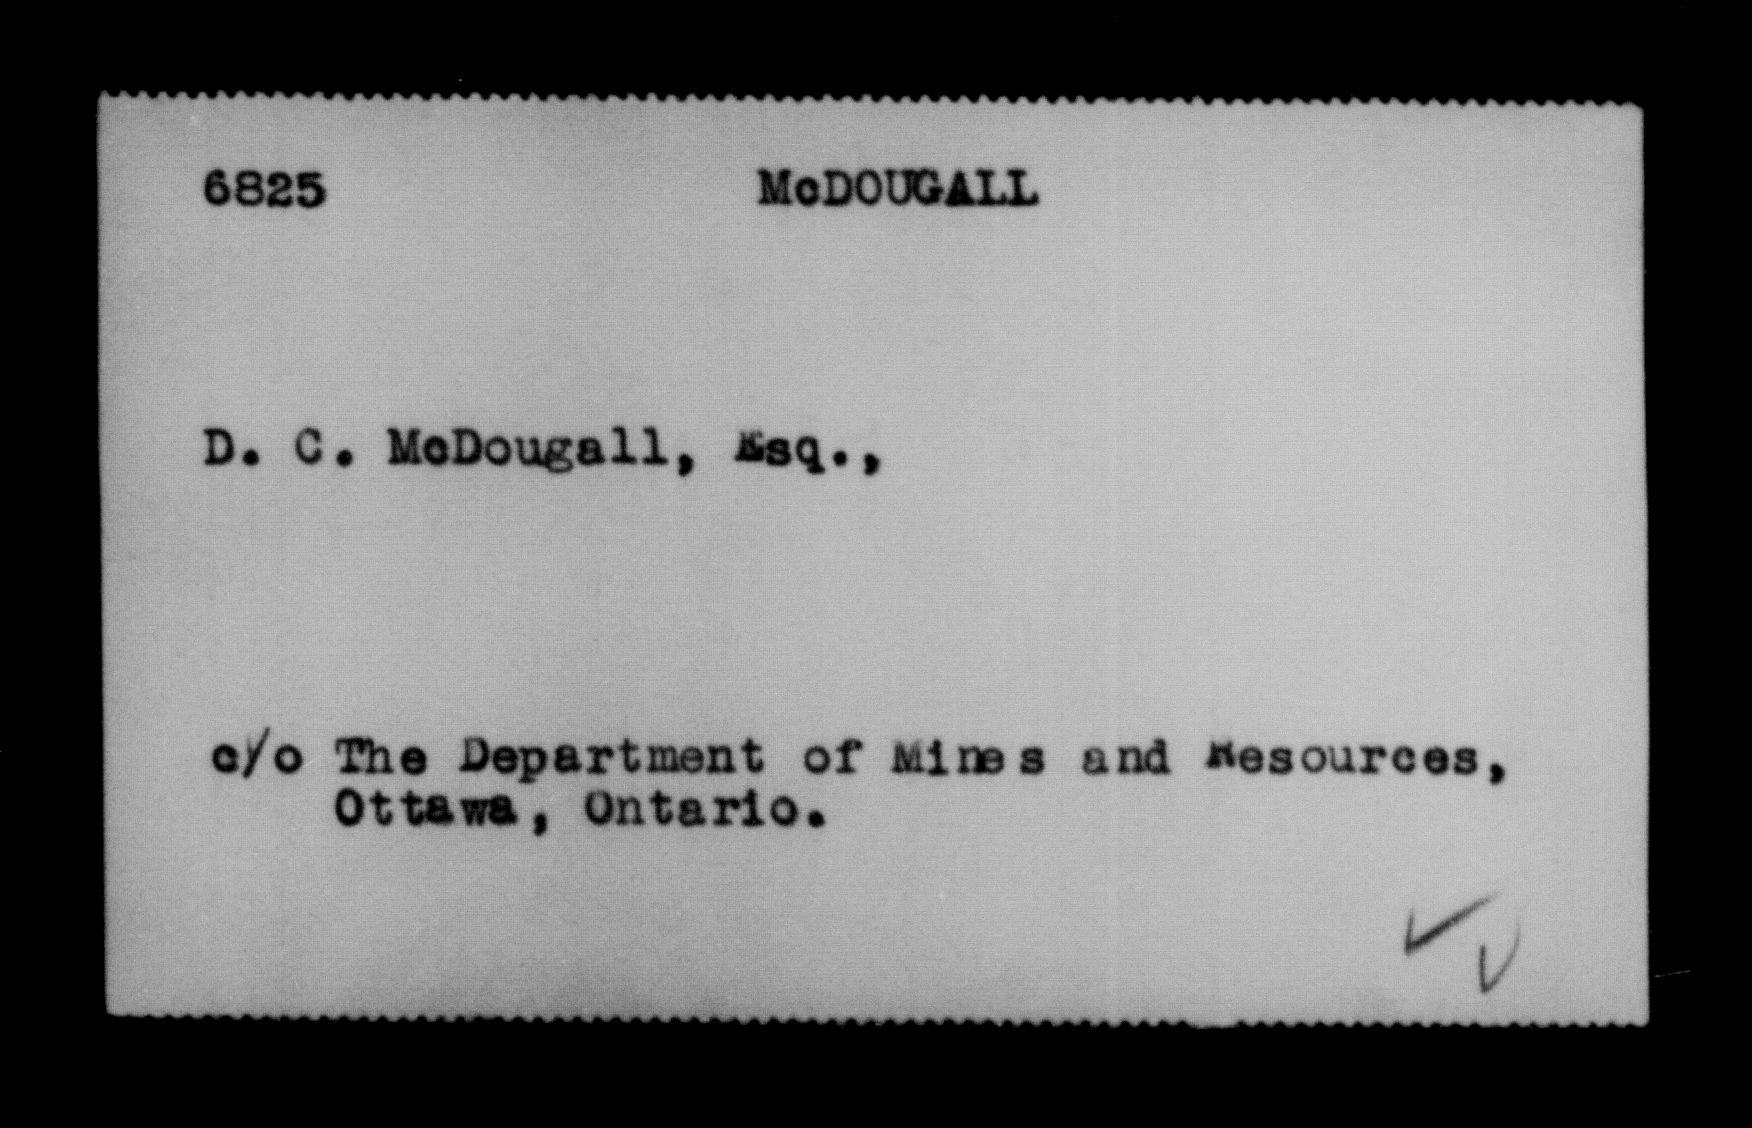 6825 McDOUGALL
D. C. McDougall, Esq.,
c/o The Department of Mines and Resources,
Ottawa, Ontario.